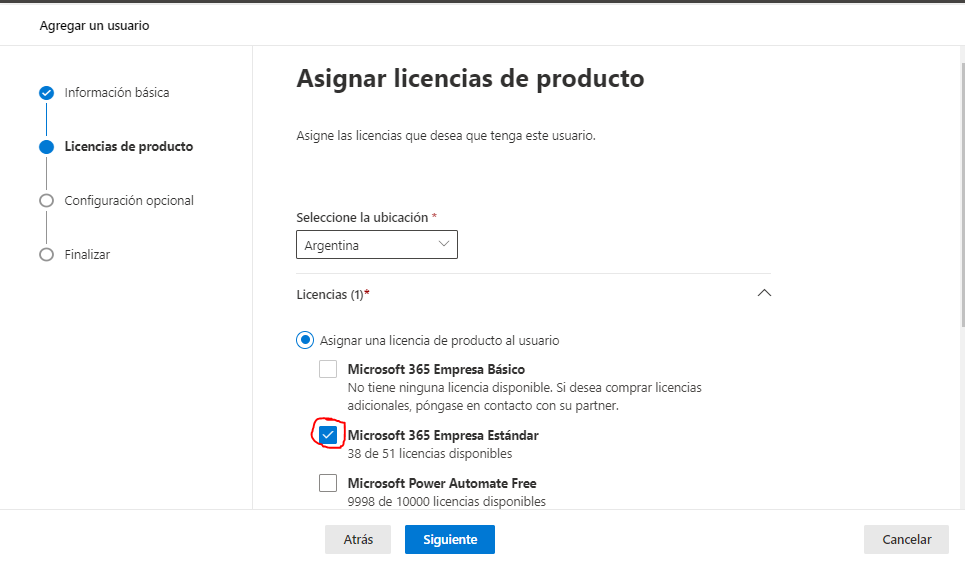 Agregar un usuario
Información básica
Licencias de producto
Configuración opcional
Finalizar
Asignar licencias de producto
Asigne las licencias que desea que tenga este usuario.
Seleccione la ubicación *
Argentina
Licencias (1)*
Asignar una licencia de producto al usuario
Microsoft 365 Empresa Básico
No tiene ninguna licencia disponible. Si desea comprar licencias
adicionales, póngase en contacto con su partner.
Microsoft 365 Empresa Estándar
38 de 51 licencias disponibles
Microsoft Power Automate Free
9998 de 10000 licencias disponibles
Atrás
Siguiente
Cancelar